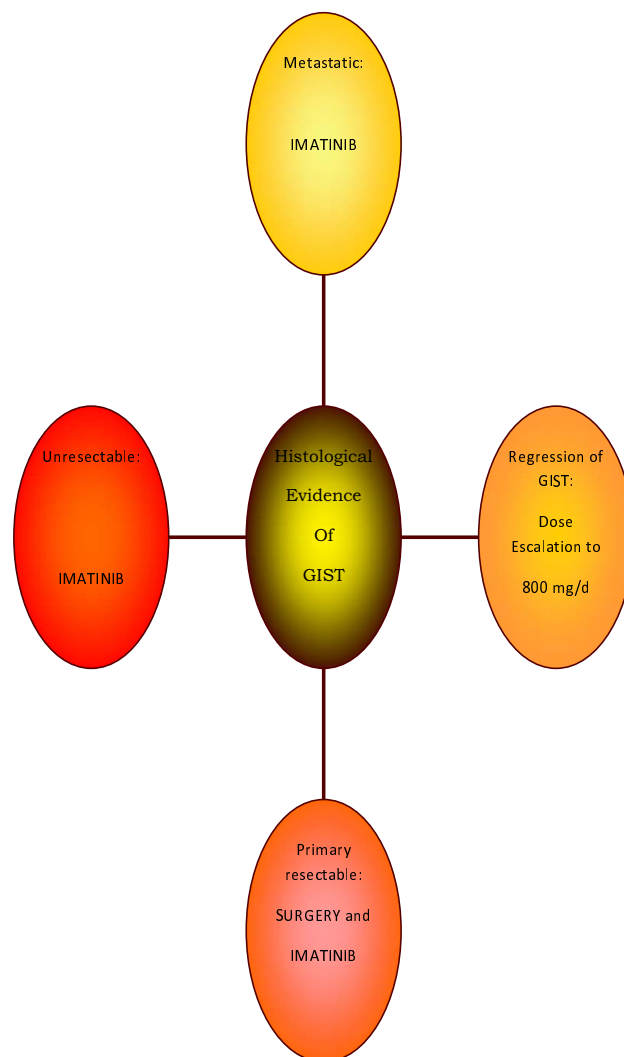 Metastatic:
IMATINIB
Unresectable:
IMATINIB
Histological
Evidence
Of
GIST
Regression of
GIST:
Dose
Escalation to
800 mg/d
Primary
resectable:
SURGERY and
IMATINIB